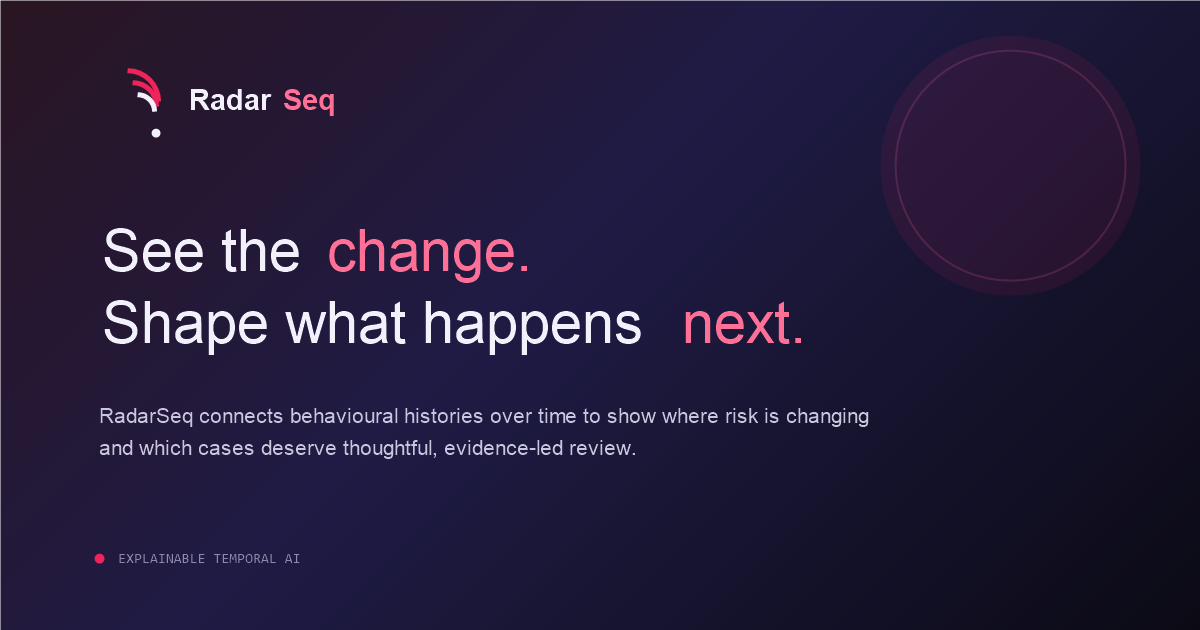 Radar Seq
See the change.
Shape what happens next.
RadarSeq connects behavioural histories over time to show where risk is changing
and which cases deserve thoughtful, evidence-led review.
EXPLAINABLE TEMPORAL AI